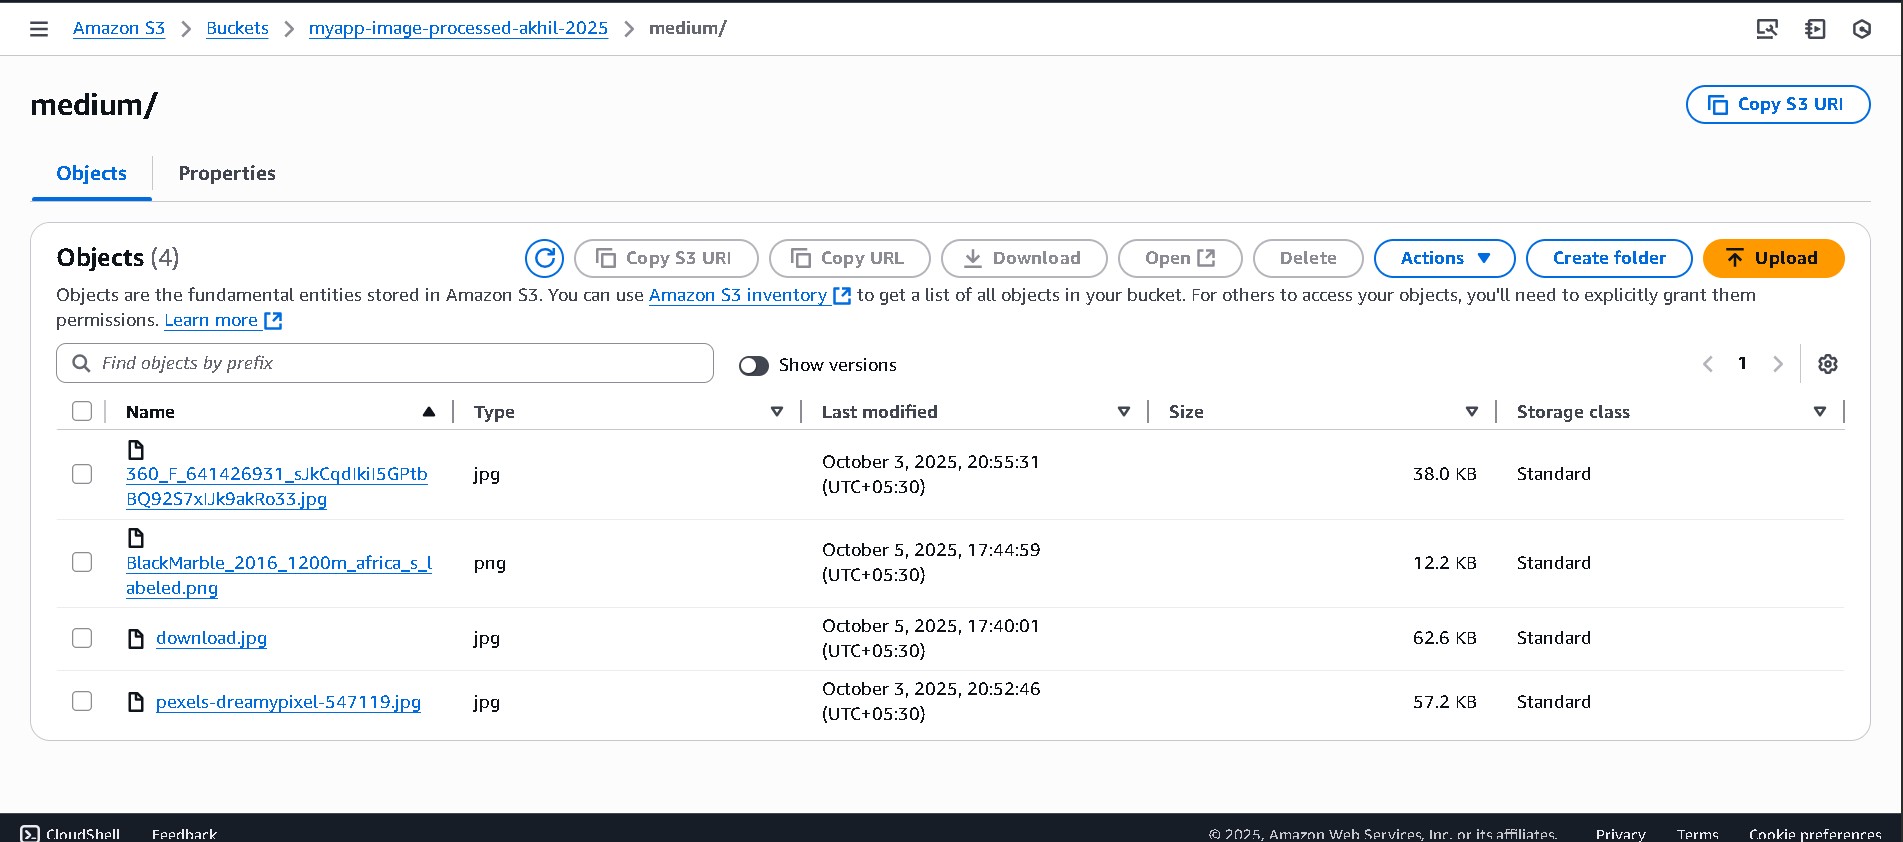 Amazon S3 > Buckets > myapp-image-processed-akhil-2025 > medium/
medium/
Copy S3 URI
Objects Properties
Objects (4)
Copy S3 URI Copy URL Download Open Delete Actions Create folder Upload
Objects are the fundamental entities stored in Amazon S3. You can use Amazon S3 inventory to get a list of all objects in your bucket. For others to access your objects, you'll need to explicitly grant them
permissions. Learn more
Find objects by prefix
Show versions
1
Name Type Last modified Size Storage class
360_F_641426931_sJkCqdIkiI5GPtb
BQ92S7xIJk9akRo33.jpg
jpg
October 3, 2025, 20:55:31
(UTC+05:30)
38.0 KB
Standard
BlackMarble_2016_1200m_africa_s_l
abeled.png
png
October 5, 2025, 17:44:59
(UTC+05:30)
12.2 KB
Standard
download.jpg
jpg
October 5, 2025, 17:40:01
(UTC+05:30)
62.6 KB
Standard
pexels-dreamypixel-547119.jpg
jpg
October 3, 2025, 20:52:46
(UTC+05:30)
57.2 KB
Standard
CloudShell Feedback © 2025, Amazon Web Services, Inc. or its affiliates. Privacy Terms Cookie preferences